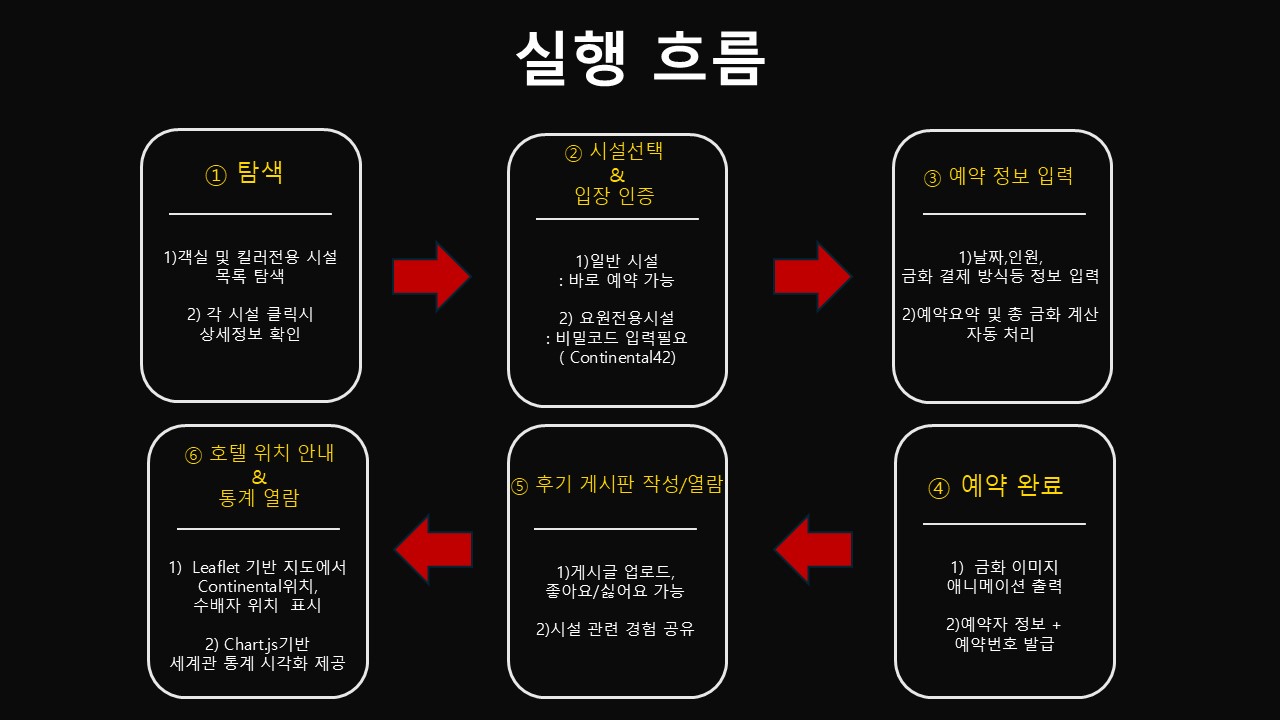 실행 흐름
① 탐색
1)객실 및 킬러전용 시설
목록 탐색
2) 각 시설 클릭시
상세정보 확인
② 시설선택
&
입장 인증
1)일반 시설
: 바로 예약 가능
2) 요원전용시설
: 비밀코드 입력필요
( Continental42)
③ 예약 정보 입력
1)날짜,인원,
금화 결제 방식등 정보 입력
2)예약요약 및 총 금화 계산
자동 처리
④ 예약 완료
1) 금화 이미지
애니메이션 출력
2)예약자 정보 +
예약번호 발급
⑤ 후기 게시판 작성/열람
1)게시글 업로드,
좋아요/싫어요 가능
2)시설 관련 경험 공유
⑥ 호텔 위치 안내
&
통계 열람
1) Leaflet 기반 지도에서
Continental위치,
수배자 위치 표시
2) Chart.js기반
세계관 통계 시각화 제공